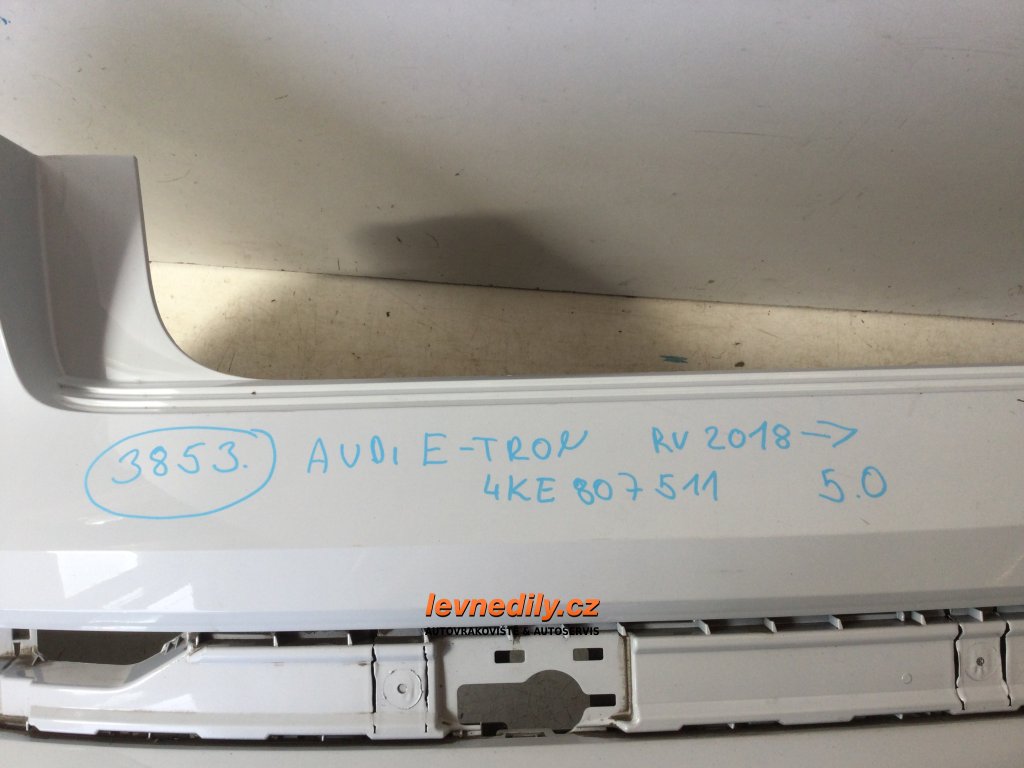 3853. AUDI E-TRON RV 2018->
4KE 807 511 5.0
levnedily.cz
AUTOVRAKOVIŠTĚ & AUTOSERVIS